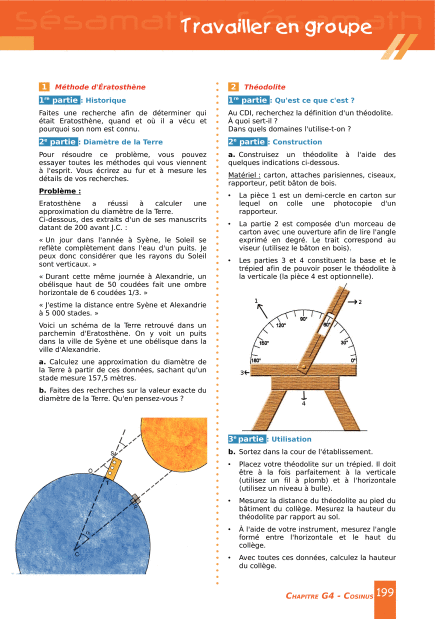 Sésamath Sésamath
Travailler en groupe
1 Méthode d'Ératosthène
1re partie : Historique
Faites une recherche afin de déterminer qui
était Eratosthène, quand et où il a vécu et
pourquoi son nom est connu.
2e partie : Diamètre de la Terre
Pour résoudre ce problème, vous pouvez
essayer toutes les méthodes qui vous viennent
à l'esprit. Vous écrirez au fur et à mesure les
détails de vos recherches.
Problème :
Eratosthène a réussi à calculer une
approximation du diamètre de la Terre.
Ci-dessous, des extraits d'un de ses manuscrits
datant de 200 avant J.C. :
« Un jour dans l'année à Syène, le Soleil se
reflète complètement dans l'eau d'un puits. Je
peux donc considérer que les rayons du Soleil
sont verticaux. »
« Durant cette même journée à Alexandrie, un
obélisque haut de 50 coudées fait une ombre
horizontale de 6 coudées 1/3. »
« J'estime la distance entre Syène et Alexandrie
à 5 000 stades. »
Voici un schéma de la Terre retrouvé dans un
parchemin d'Eratosthène. On y voit un puits
dans la ville de Syène et une obélisque dans la
ville d'Alexandrie.
a. Calculez une approximation du diamètre de
la Terre à partir de ces données, sachant qu'un
stade mesure 157,5 mètres.
b. Faites des recherches sur la valeur exacte du
diamètre de la Terre. Qu'en pensez-vous ?
O
C
2 Théodolite
1re partie : Qu'est ce que c'est ?
Au CDI, recherchez la définition d'un théodolite.
À quoi sert-il ?
Dans quels domaines l'utilise-t-on ?
2e partie : Construction
a. Construisez un théodolite à l'aide des
quelques indications ci-dessous.
Matériel : carton, attaches parisiennes, ciseaux,
rapporteur, petit bâton de bois.
• La pièce 1 est un demi-cercle en carton sur
lequel on colle une photocopie d'un
rapporteur.
• La partie 2 est composée d'un morceau de
carton avec une ouverture afin de lire l'angle
exprimé en degré. Le trait correspond au
viseur (utilisez le bâton en bois).
• Les parties 3 et 4 constituent la base et le
trépied afin de pouvoir poser le théodolite à
la verticale (la pièce 4 est optionnelle).
1
2
90°
120°
60°
150°
30°
180°
0°
3
4
3e partie : Utilisation
b. Sortez dans la cour de l'établissement.
• Placez votre théodolite sur un trépied. Il doit
être à la fois parfaitement à la verticale
(utilisez un fil à plomb) et à l'horizontale
(utilisez un niveau à bulle).
• Mesurez la distance du théodolite au pied du
bâtiment du collège. Mesurez la hauteur du
théodolite par rapport au sol.
• À l'aide de votre instrument, mesurez l'angle
formé entre l'horizontale et le haut du
collège.
• Avec toutes ces données, calculez la hauteur
du collège.
Chapitre G4 - Cosinus 199